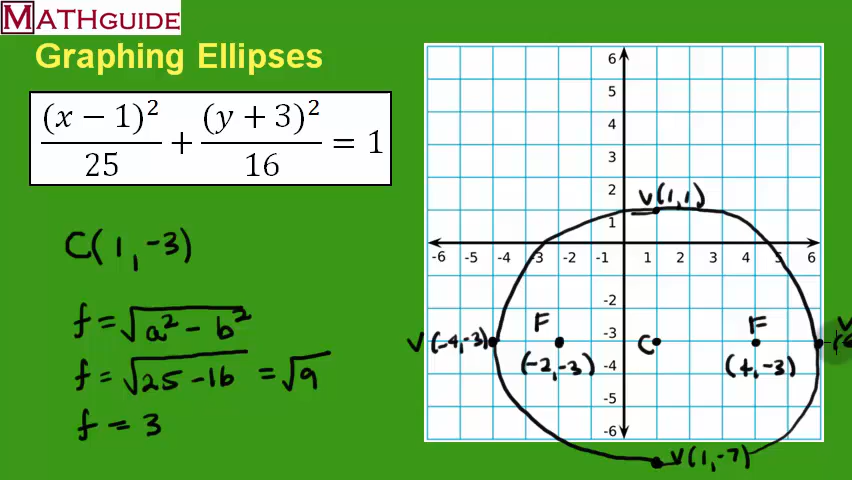 MATHGUIDE
Graphing Ellipses
(x − 1)² / 25 + (y + 3)² / 16 = 1
C(1, -3)
f = √(a² - b²)
f = √(25 - 16) = √9
f = 3
6
5
4
3
2
1
V(1,1)
-6 -5 -4 -3 -2 -1 1 2 3 4 5 6
-2
-3
-4
-5
-6
F
F
V(-4,-3)
C
V
(-2,-3)
(4,-3)
V(1,-7)